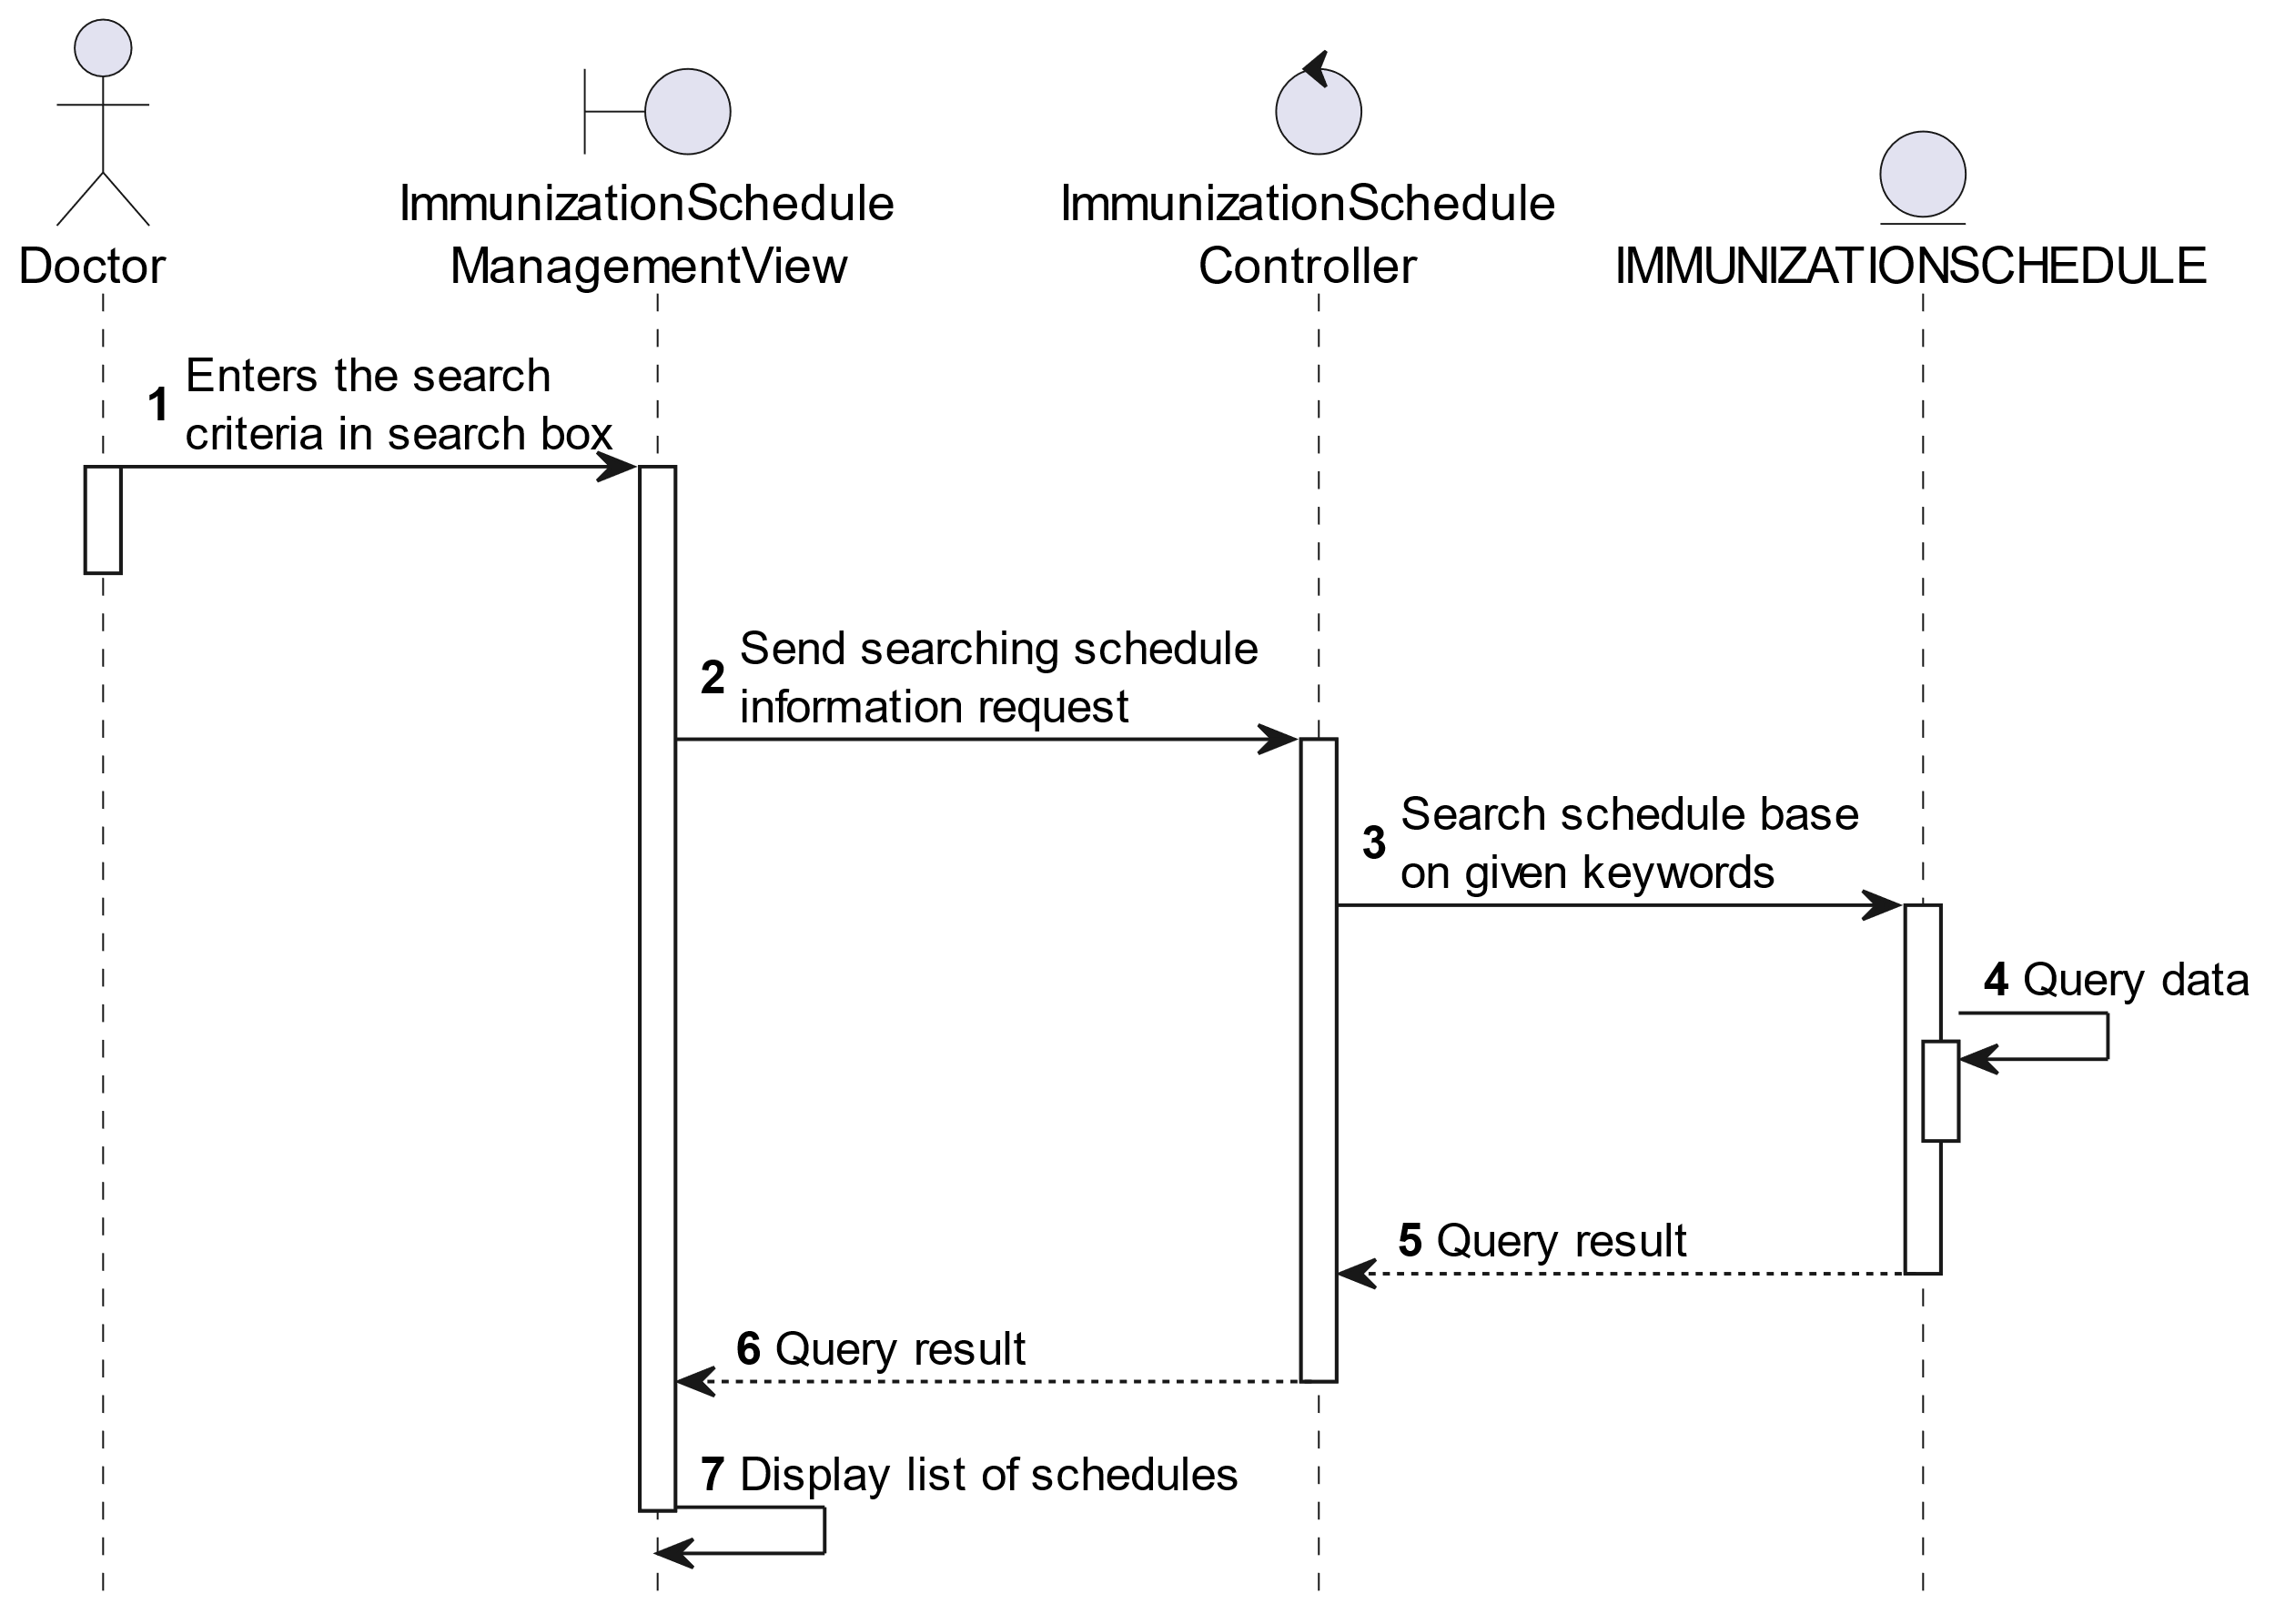 Doctor
ImmunizationSchedule
ManagementView
ImmunizationSchedule
Controller
IMMUNIZATIONSCHEDULE
1 Enters the search
criteria in search box
2 Send searching schedule
information request
3 Search schedule base
on given keywords
4 Query data
5 Query result
6 Query result
7 Display list of schedules